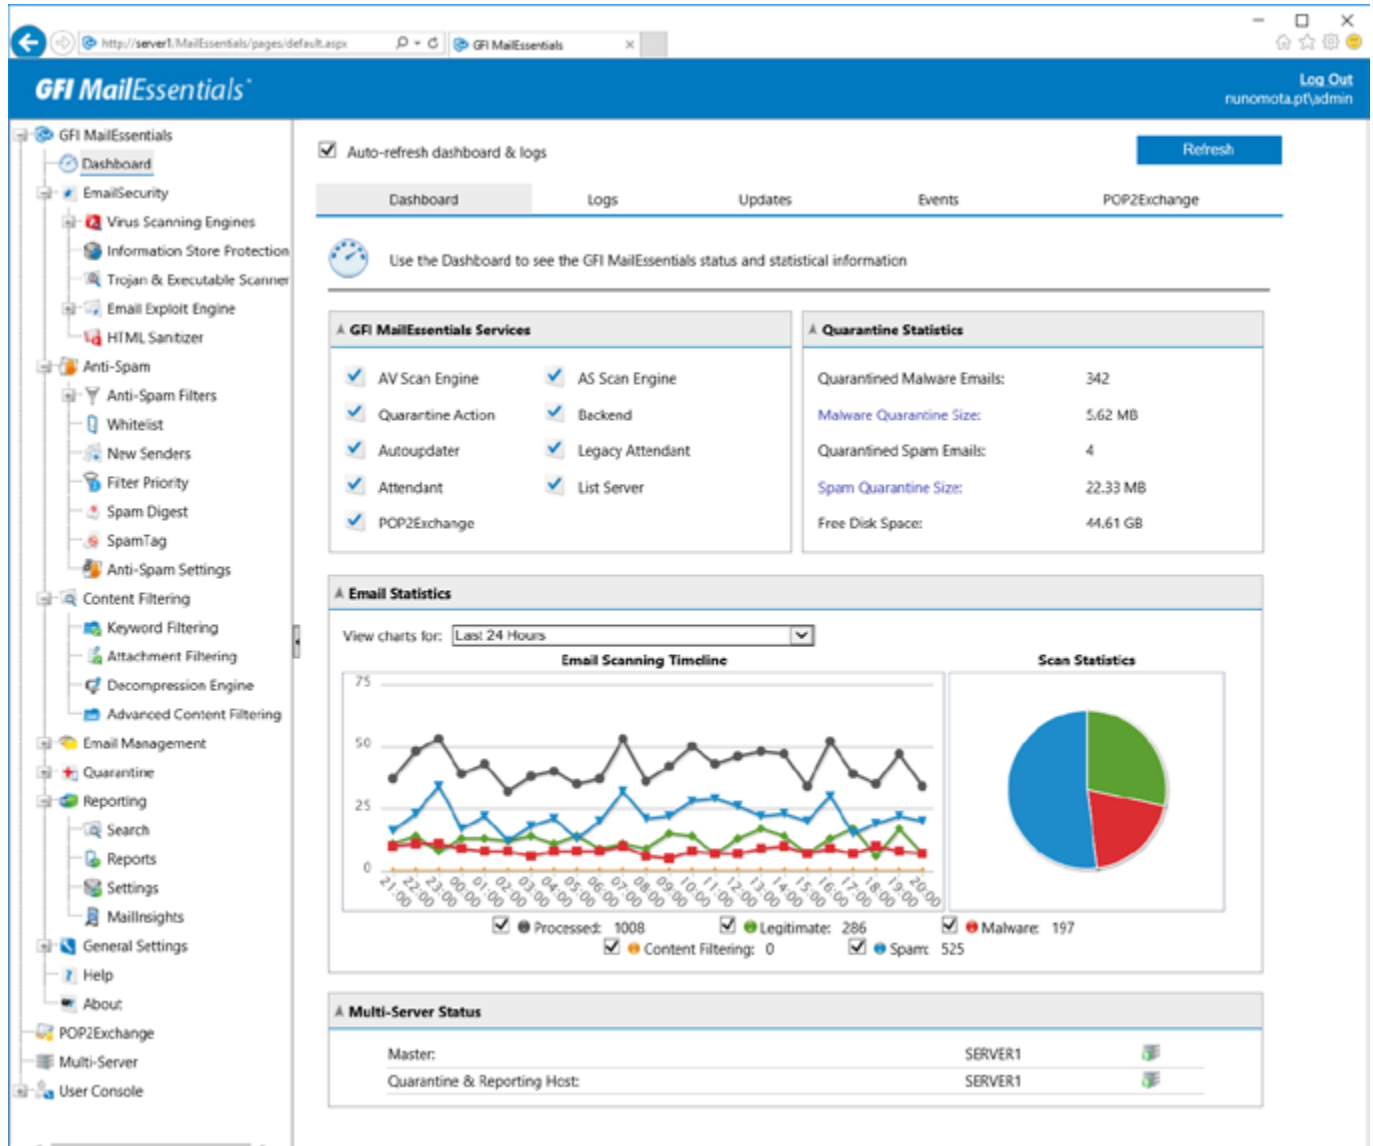 http://server1/MailEssentials/pages/default.aspx
GFI MailEssentials
GFI MailEssentials
Log Out
runomota.pt\admin
GFI MailEssentials
Dashboard
EmailSecurity
Virus Scanning Engines
Information Store Protection
Trojan & Executable Scanner
Email Exploit Engine
HTML Sanitizer
Anti-Spam
Anti-Spam Filters
Whitelist
New Senders
Filter Priority
Spam Digest
SpamTag
Anti-Spam Settings
Content Filtering
Keyword Filtering
Attachment Filtering
Decompression Engine
Advanced Content Filtering
Email Management
Quarantine
Reporting
Search
Reports
Settings
MailInsights
General Settings
Help
About
POP2Exchange
Multi-Server
User Console
Auto-refresh dashboard & logs
Refresh
Dashboard Logs Updates Events POP2Exchange
Use the Dashboard to see the GFI MailEssentials status and statistical information
GFI MailEssentials Services
AV Scan Engine AS Scan Engine
Quarantine Action Backend
Autoupdater Legacy Attendant
Attendant List Server
POP2Exchange
Quarantine Statistics
Quarantined Malware Emails: 342
Malware Quarantine Size: 5.62 MB
Quarantined Spam Emails: 4
Spam Quarantine Size: 22.33 MB
Free Disk Space: 44.61 GB
Email Statistics
View charts for: Last 24 Hours
Email Scanning Timeline
75
50
25
0
21:00 22:00 23:00 00:00 01:00 02:00 03:00 04:00 05:00 06:00 07:00 08:00 09:00 10:00 11:00 12:00 13:00 14:00 15:00 16:00 17:00 18:00 19:00 20:00
Scan Statistics
Processed: 1008 Legitimate: 286 Malware: 197
Content Filtering: 0 Spam: 525
Multi-Server Status
Master: SERVER1
Quarantine & Reporting Host: SERVER1